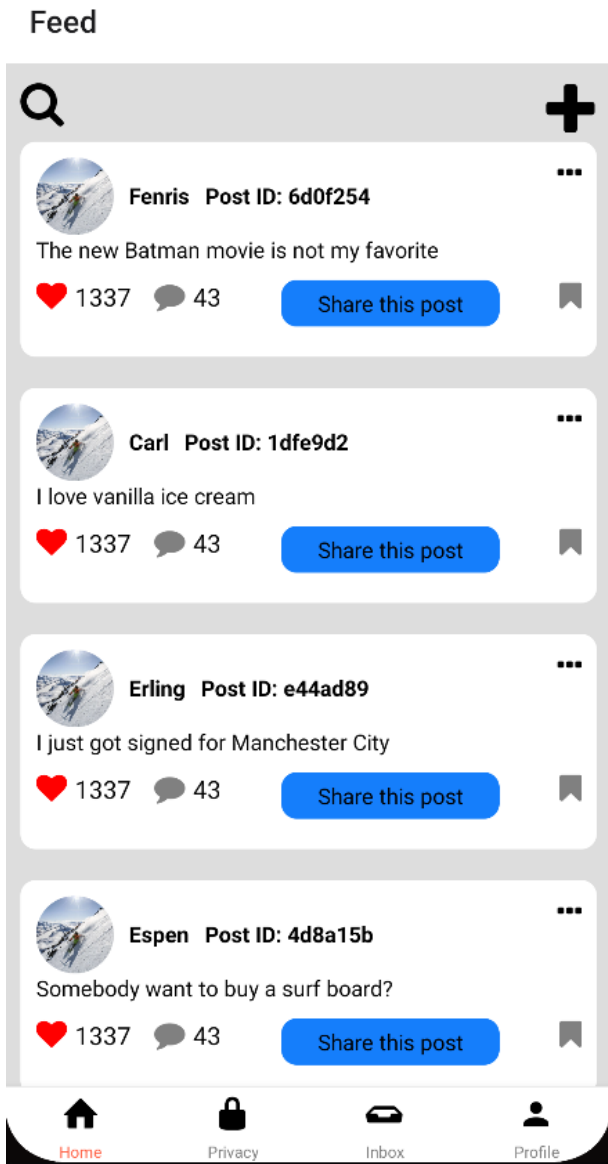 Feed
Fenris Post ID: 6d0f254
The new Batman movie is not my favorite
1337 43 Share this post
Carl Post ID: 1dfe9d2
I love vanilla ice cream
1337 43 Share this post
Erling Post ID: e44ad89
I just got signed for Manchester City
1337 43 Share this post
Espen Post ID: 4d8a15b
Somebody want to buy a surf board?
1337 43 Share this post
Home Privacy Inbox Profile